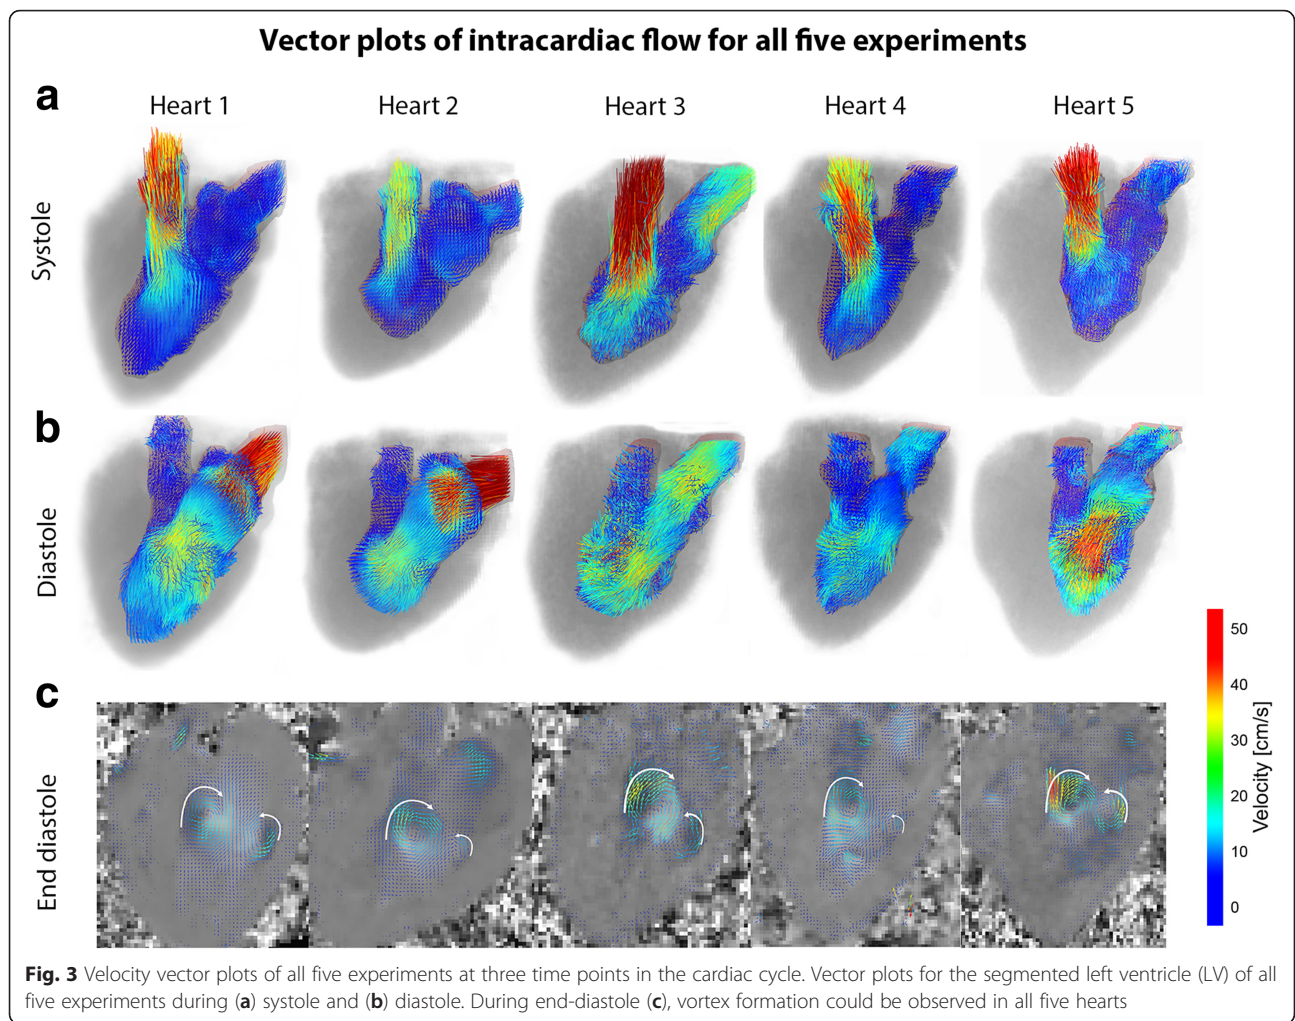 Vector plots of intracardiac flow for all five experiments
a
Heart 1
Heart 2
Heart 3
Heart 4
Heart 5
Systole
b
Diastole
c
End diastole
50
40
30
20
10
0
Velocity [cm/s]
Fig. 3 Velocity vector plots of all five experiments at three time points in the cardiac cycle. Vector plots for the segmented left ventricle (LV) of all
five experiments during (a) systole and (b) diastole. During end-diastole (c), vortex formation could be observed in all five hearts